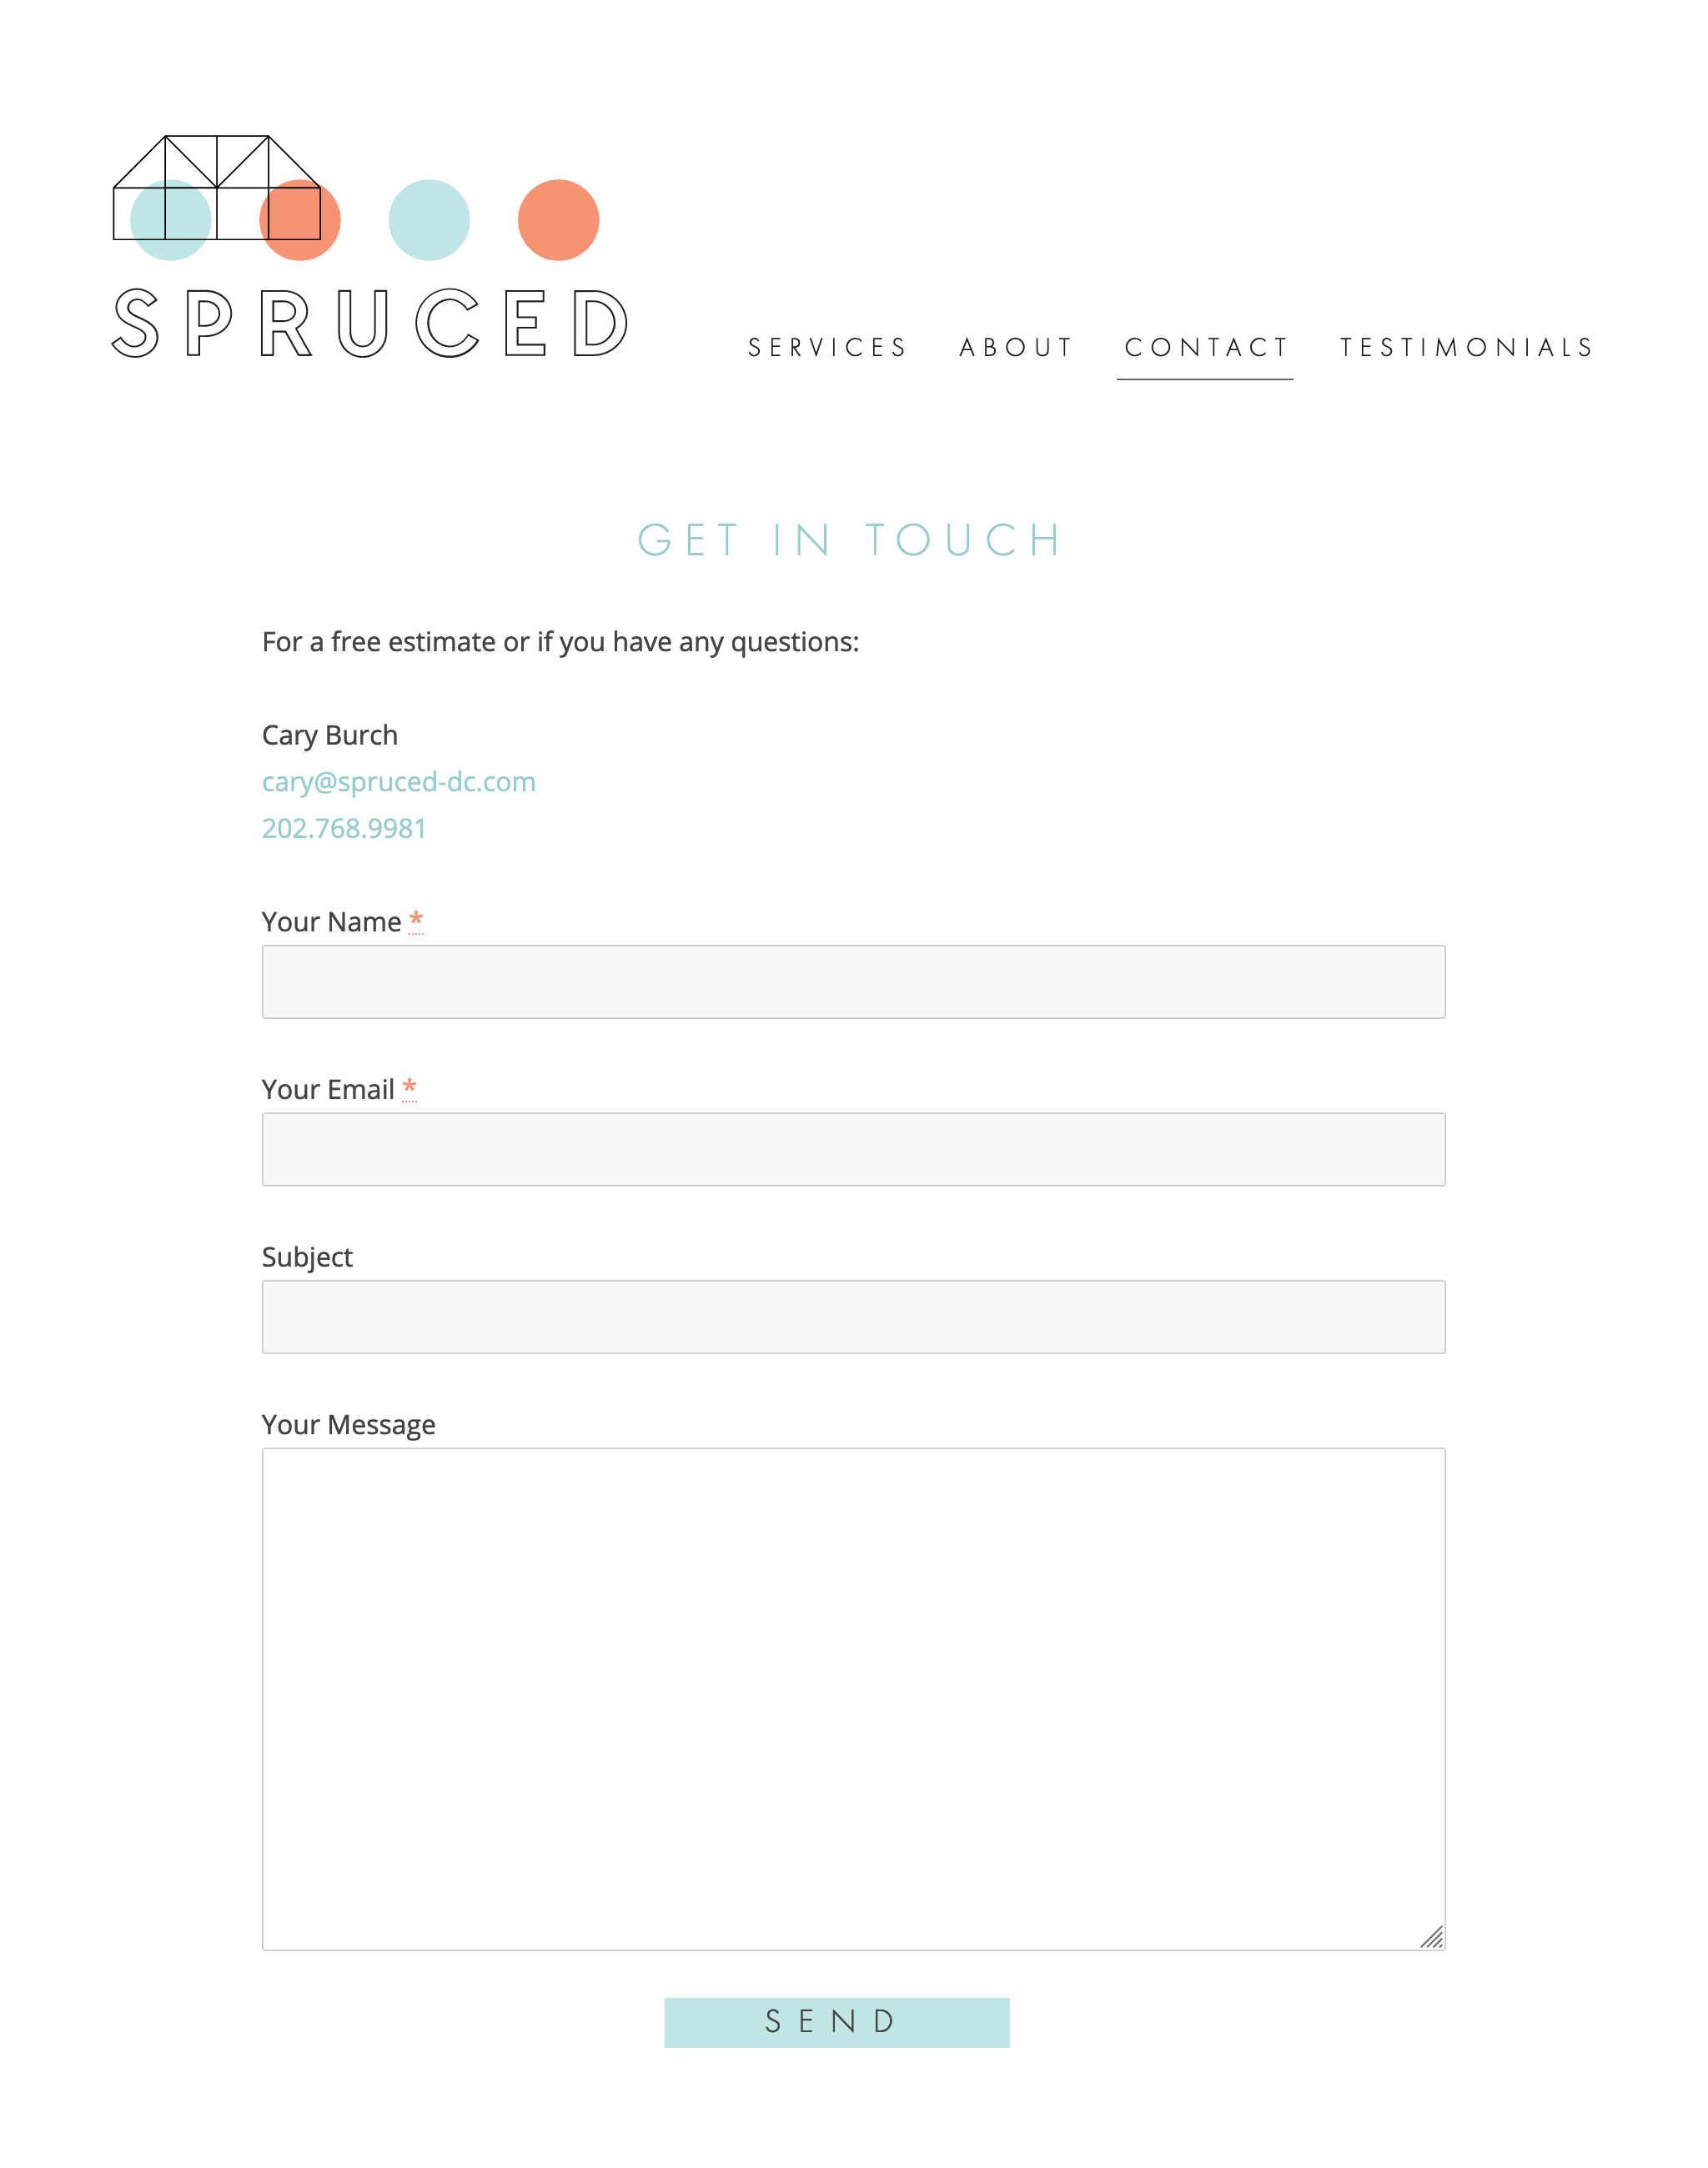 SPRUCED
SERVICES ABOUT CONTACT TESTIMONIALS
GET IN TOUCH
For a free estimate or if you have any questions:
Cary Burch
cary@spruced-dc.com
202.768.9981
Your Name *
Your Email *
Subject
Your Message
SEND